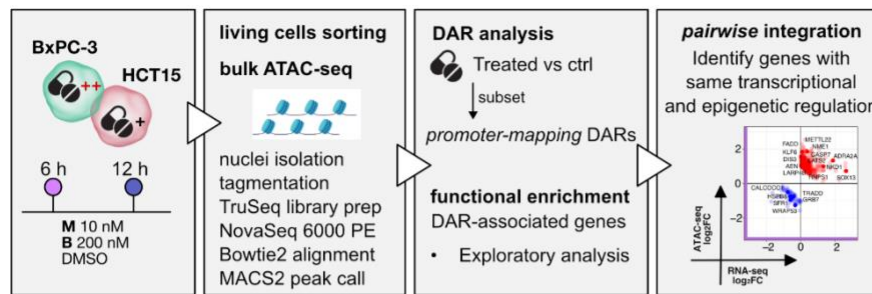 BxPC-3
++
HCT15
+
6 h
12 h
M 10 nM
B 200 nM
DMSO
living cells sorting
bulk ATAC-seq
nuclei isolation
tagmentation
TruSeq library prep
NovaSeq 6000 PE
Bowtie2 alignment
MACS2 peak call
DAR analysis
Treated vs ctrl
subset
promoter-mapping DARs
functional enrichment
DAR-associated genes
• Exploratory analysis
pairwise integration
Identify genes with
same transcriptional
and epigenetic regulation
METTL22
FADD
NME1
KLF6
CASP7
ADRA2A
DIS3
AEN
NKD1
SOX13
TRADD
GRB7
WRAP53
2
0
−2
−2
0
2
ATAC-seq
log₂FC
RNA-seq
log₂FC